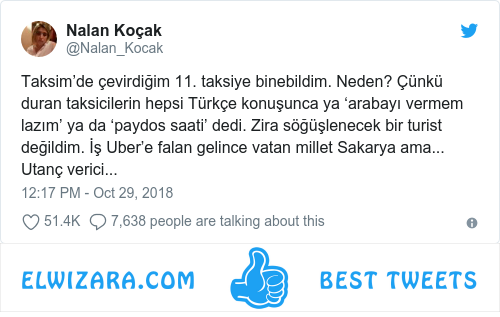 Nalan Koçak
@Nalan_Kocak
Taksim’de çevirdiğim 11. taksiye binebildim. Neden? Çünkü
duran taksicilerin hepsi Türkçe konuşunca ya ‘arabayı vermem
lazım’ ya da ‘paydos saati’ dedi. Zira söğüşlenecek bir turist
değildim. İş Uber’e falan gelince vatan millet Sakarya ama...
Utanç verici...
12:17 PM - Oct 29, 2018
51.4K 7,638 people are talking about this
ELWIZARA.COM BEST TWEETS